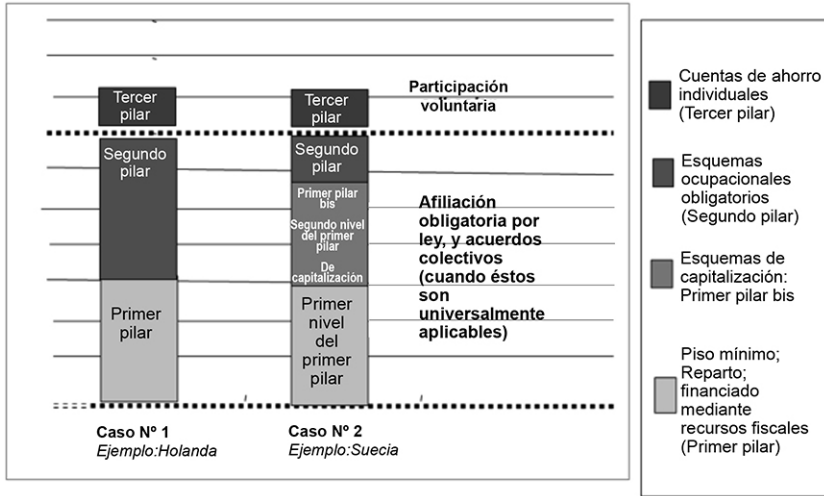 Tercer
pilar
Segundo
pilar
Primer
pilar
Caso Nº 1
Ejemplo:Holanda
Tercer
pilar
Segundo
pilar
Primer pilar
bis
Segundo nivel
del primer
pilar
De
capitalización
Primer
nivel
del
primer
pilar
Caso Nº 2
Ejemplo:Suecia
Participación
voluntaria
Afiliación
obligatoria por
ley, y acuerdos
colectivos
(cuando éstos
son
universalmente
aplicables)
Cuentas de ahorro
individuales
(Tercer pilar)
Esquemas
ocupacionales
obligatorios
(Segundo pilar)
Esquemas de
capitalización:
Primer pilar bis
Piso mínimo;
Reparto;
financiado
mediante
recursos fiscales
(Primer pilar)